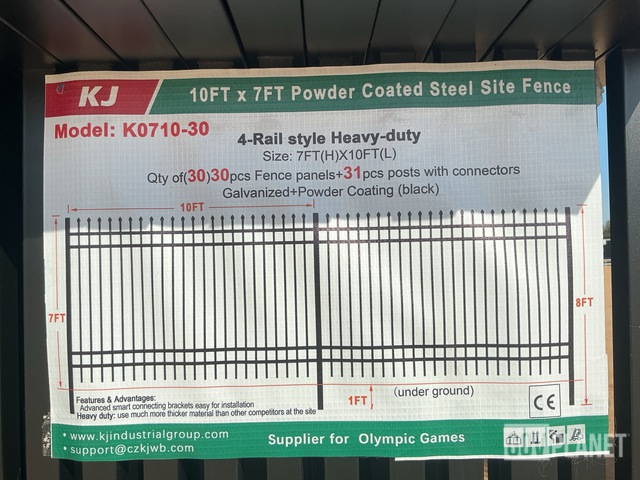 KJ
10FT x 7FT Powder Coated Steel Site Fence
Model: K0710-30
4-Rail style Heavy-duty
Size: 7FT(H)X10FT(L)
Qty of(30)30pcs Fence panels+31pcs posts with connectors
Galvanized+Powder Coating (black)
10FT
7FT
8FT
1FT
(under ground)
Features & Advantages:
Advanced smart connecting brackets easy for installation
Heavy duty: use much more thicker material than other competitors at the site
CE
• www.kjindustrialgroup.com
• support@czkjwb.com
Supplier for Olympic Games
COMPLANET